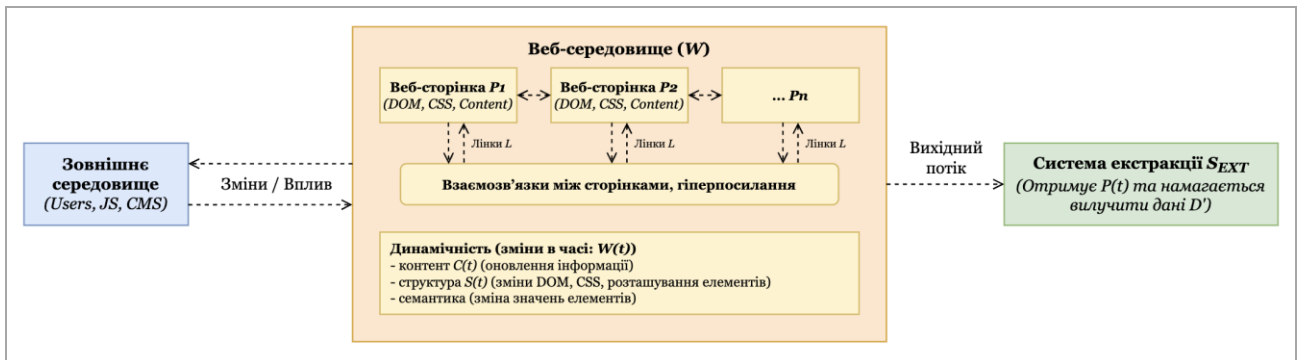 Веб-середовище (W)
Веб-сторінка P1
(DOM, CSS, Content)
Веб-сторінка P2
(DOM, CSS, Content)
... Pn
Лінки L
Лінки L
Лінки L
Взаємозв’язки між сторінками, гіперпосилання
Зовнішнє
середовище
(Users, JS, CMS)
Зміни / Вплив
Динамічність (зміни в часі: W(t))
- контент C(t) (оновлення інформації)
- структура S(t) (зміни DOM, CSS, розташування елементів)
- семантика (зміна значень елементів)
Вихідний
потік
Система екстракції SEXT
(Отримує P(t) та намагається
вилучити дані D')